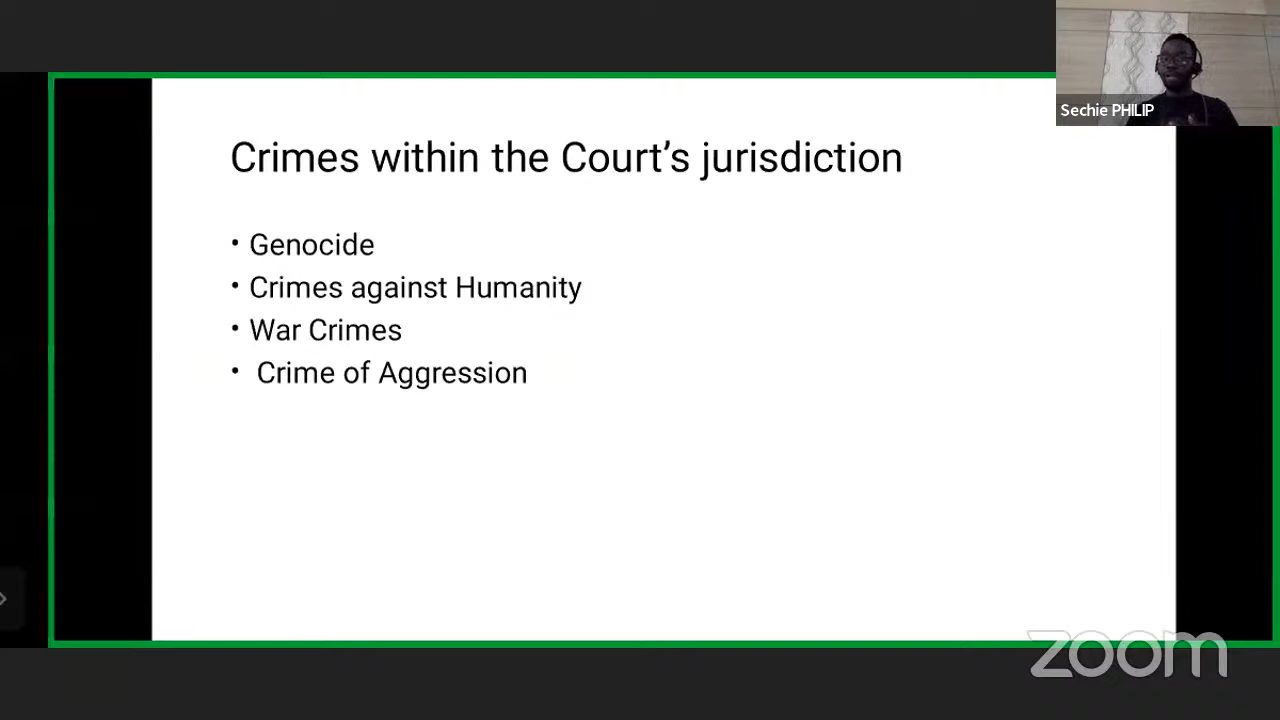 Sechie PHILIP
Crimes within the Court’s jurisdiction
• Genocide
• Crimes against Humanity
• War Crimes
• Crime of Aggression
zoom